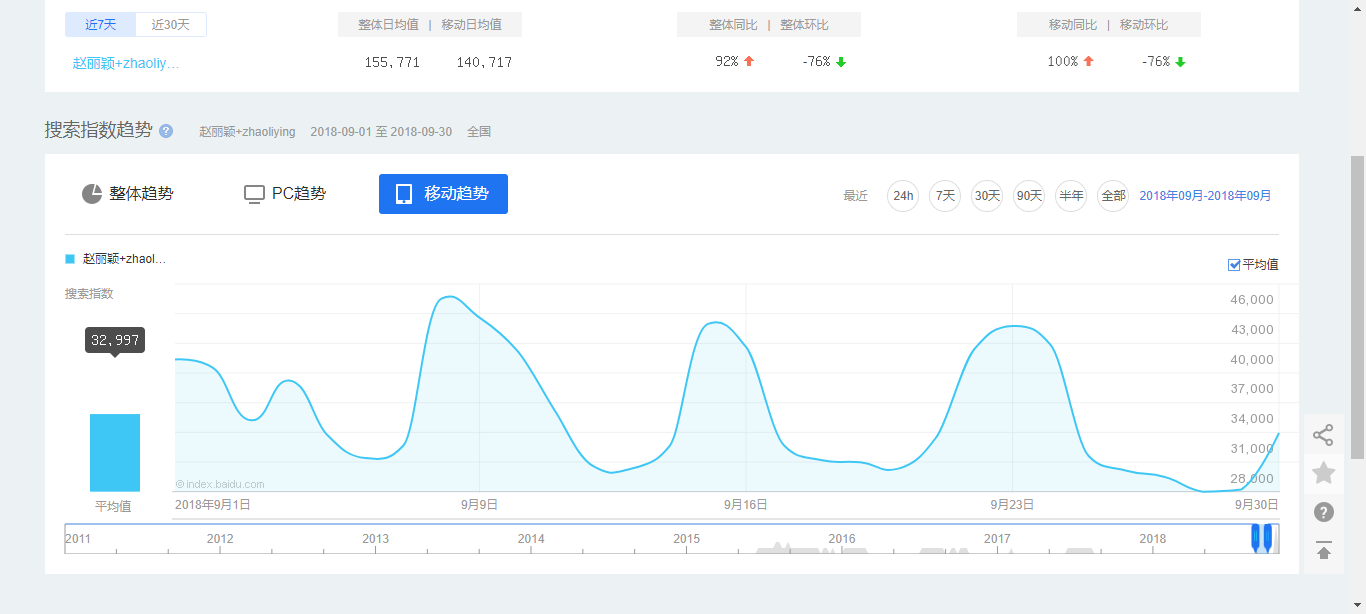 近7天 近30天 整体日均值 | 移动日均值 整体同比 | 整体环比 移动同比 | 移动环比
赵丽颖+zhaoliy... 155,771 140,717 92% -76% 100% -76%
搜索指数趋势 ? 赵丽颖+zhaoliying 2018-09-01 至 2018-09-30 全国
整体趋势 PC趋势 移动趋势 最近 24h 7天 30天 90天 半年 全部 2018年09月-2018年09月
赵丽颖+zhaol... 平均值
搜索指数
46,000
43,000
32,997
40,000
37,000
34,000
31,000
28,000
© index.baidu.com
平均值 2018年9月1日 9月9日 9月16日 9月23日 9月30日
2011 2012 2013 2014 2015 2016 2017 2018
?